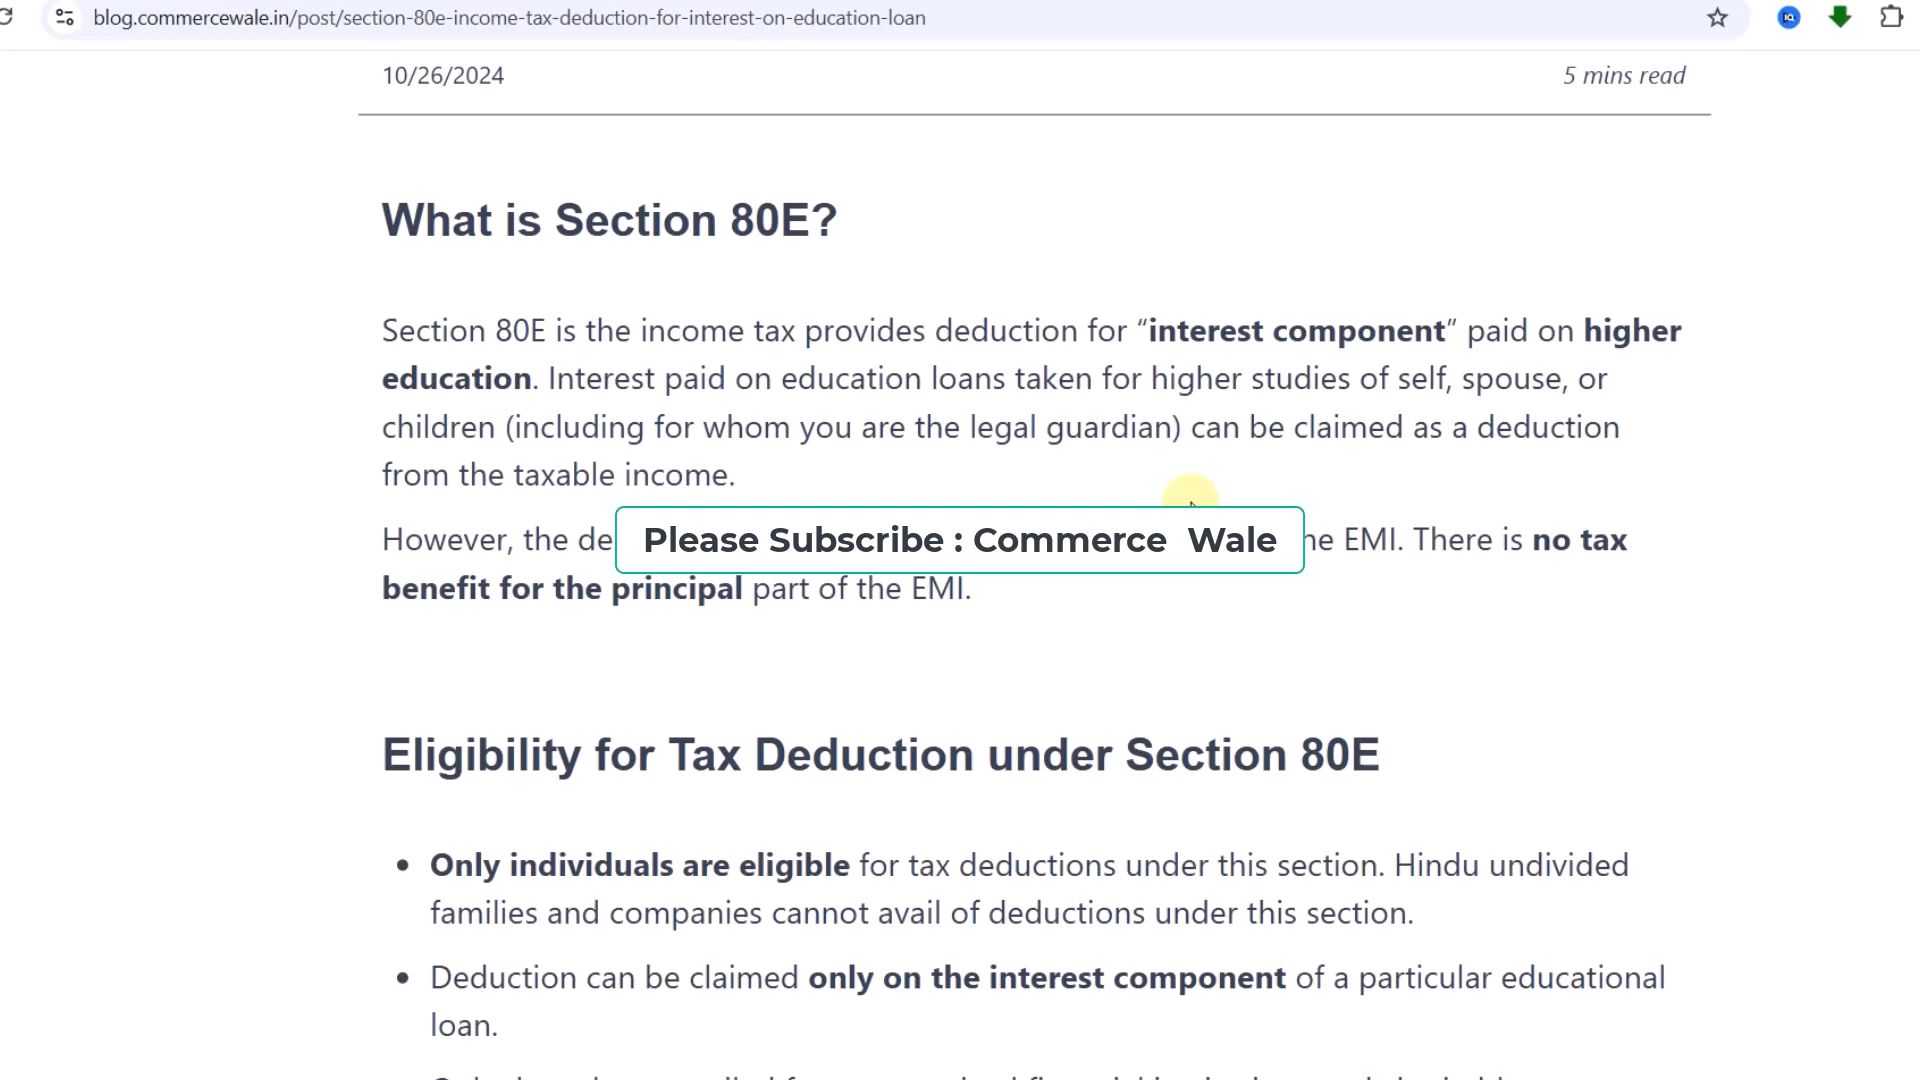 blog.commercewale.in/post/section-80e-income-tax-deduction-for-interest-on-education-loan
10/26/2024
5 mins read
What is Section 80E?
Section 80E is the income tax provides deduction for “interest component” paid on higher
education. Interest paid on education loans taken for higher studies of self, spouse, or
children (including for whom you are the legal guardian) can be claimed as a deduction
from the taxable income.
However, the
Please Subscribe : Commerce Wale
EMI. There is no tax
benefit for the principal part of the EMI.
Eligibility for Tax Deduction under Section 80E
• Only individuals are eligible for tax deductions under this section. Hindu undivided
families and companies cannot avail of deductions under this section.
• Deduction can be claimed only on the interest component of a particular educational
loan.